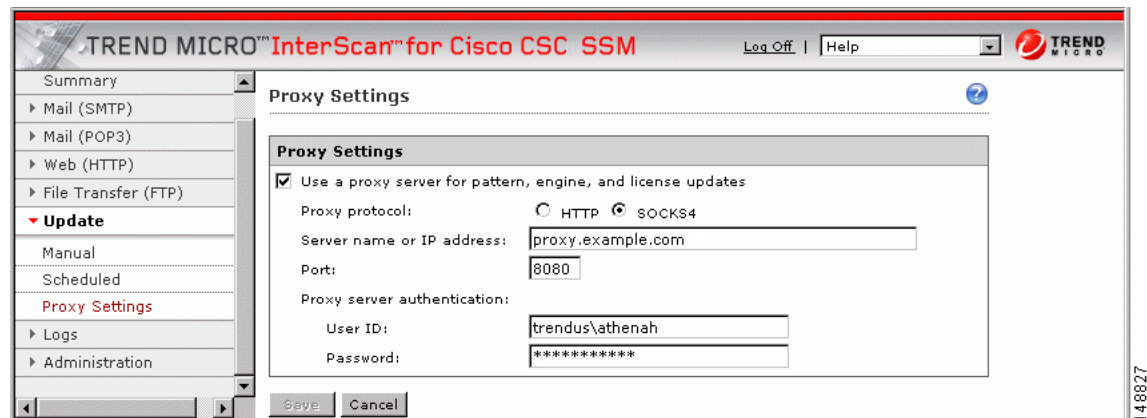 TREND MICRO™ InterScan™ for Cisco CSC SSM
Log Off | Help
TREND MICRO
Summary
Mail (SMTP)
Mail (POP3)
Web (HTTP)
File Transfer (FTP)
Update
Manual
Scheduled
Proxy Settings
Logs
Administration
Proxy Settings
?
Proxy Settings
Use a proxy server for pattern, engine, and license updates
Proxy protocol: HTTP SOCKS4
Server name or IP address: proxy.example.com
Port: 8080
Proxy server authentication:
User ID: trendus\athenah
Password: ***********
Save Cancel
48827